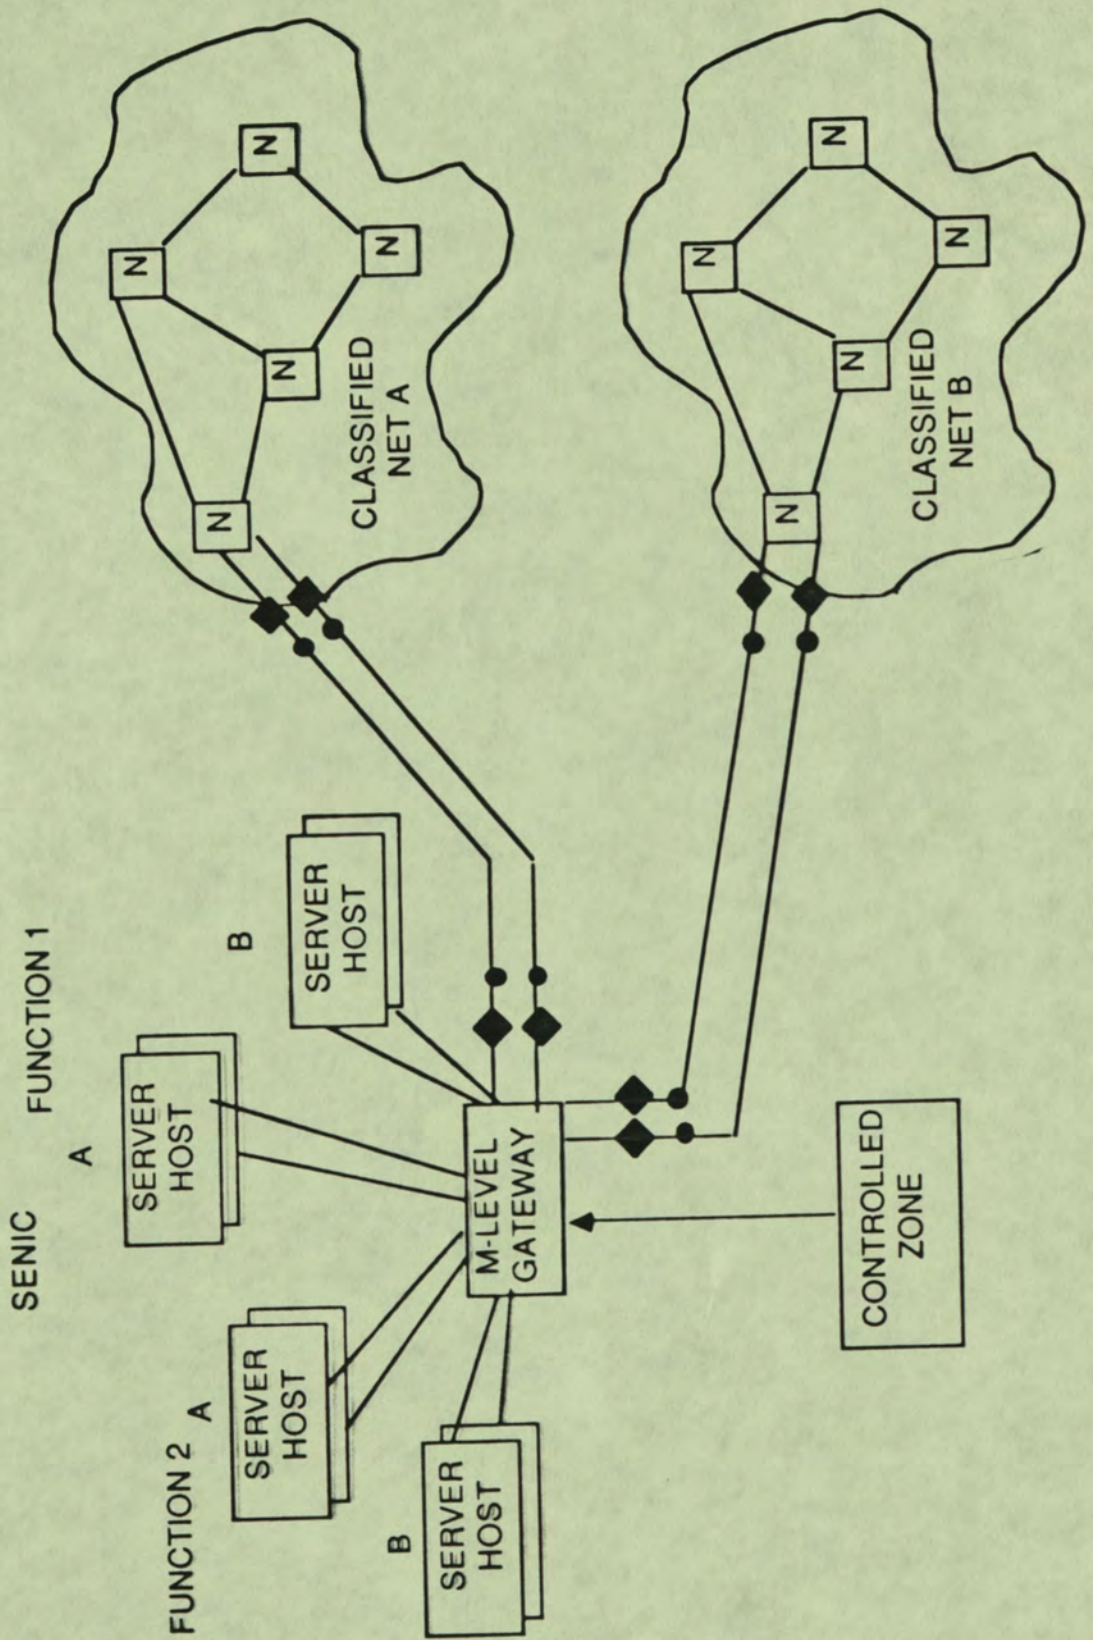 SENIC
FUNCTION 1
FUNCTION 2
A
SERVER
HOST
B
SERVER
HOST
A
SERVER
HOST
B
SERVER
HOST
M-LEVEL
GATEWAY
CONTROLLED
ZONE
N
N
N
N
N
CLASSIFIED
NET A
N
N
N
N
N
CLASSIFIED
NET B